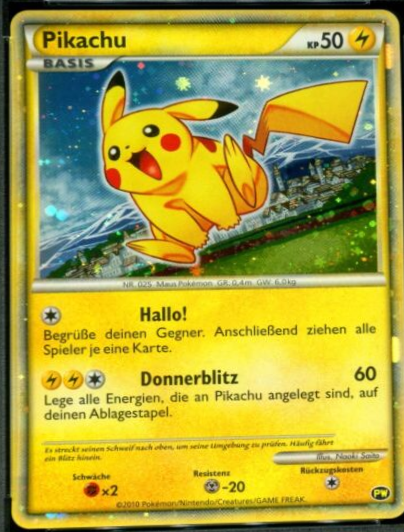 Pikachu KP50
BASIS
NR. 025 Maus-Pokémon GR. 0,4m GW. 6,0kg
Hallo!
Begrüße deinen Gegner. Anschließend ziehen alle
Spieler je eine Karte.
Donnerblitz 60
Lege alle Energien, die an Pikachu angelegt sind, auf
deinen Ablagestapel.
Es streckt seinen Schweif nach oben, um seine Umgebung zu prüfen. Häufig fährt
ein Blitz hinein.
Illus. Naoki Saito
Schwäche Resistenz Rückzugskosten
×2 -20
PW
©2010 Pokémon/Nintendo/Creatures/GAME FREAK.